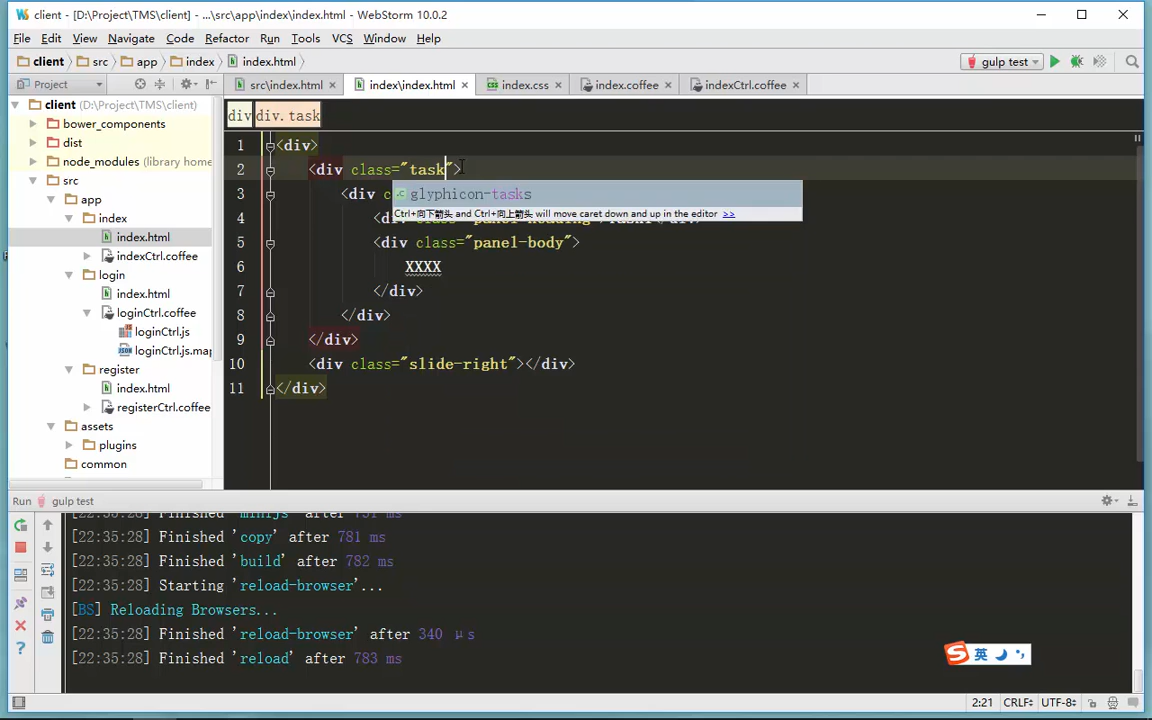 client - [D:\Project\TMS\client] - ...\src\app\index\index.html - WebStorm 10.0.2
File Edit View Navigate Code Refactor Run Tools VCS Window Help
client src app index index.html gulp test
Project src\index.html index\index.html index.css index.coffee indexCtrl.coffee
client (D:\Project\TMS\client)
bower_components
dist
node_modules (library home
src
app
index
index.html
indexCtrl.coffee
login
index.html
loginCtrl.coffee
loginCtrl.js
loginCtrl.js.map
register
index.html
registerCtrl.coffee
assets
plugins
common
div div.task
1 <div>
2 <div class="task">
3 <div c
glyphicon-tasks
Ctrl+向下箭头 and Ctrl+向上箭头 will move caret down and up in the editor >>
4
5 <div class="panel-body">
6 XXXX
7 </div>
8 </div>
9 </div>
10 <div class="slide-right"></div>
11 </div>
Run gulp test
[22:35:28] Finished 'minijs' after 751 ms
[22:35:28] Finished 'copy' after 781 ms
[22:35:28] Finished 'build' after 782 ms
[22:35:28] Starting 'reload-browser'...
[BS] Reloading Browsers...
[22:35:28] Finished 'reload-browser' after 340 μs
[22:35:28] Finished 'reload' after 783 ms
英
2:21 CRLF UTF-8